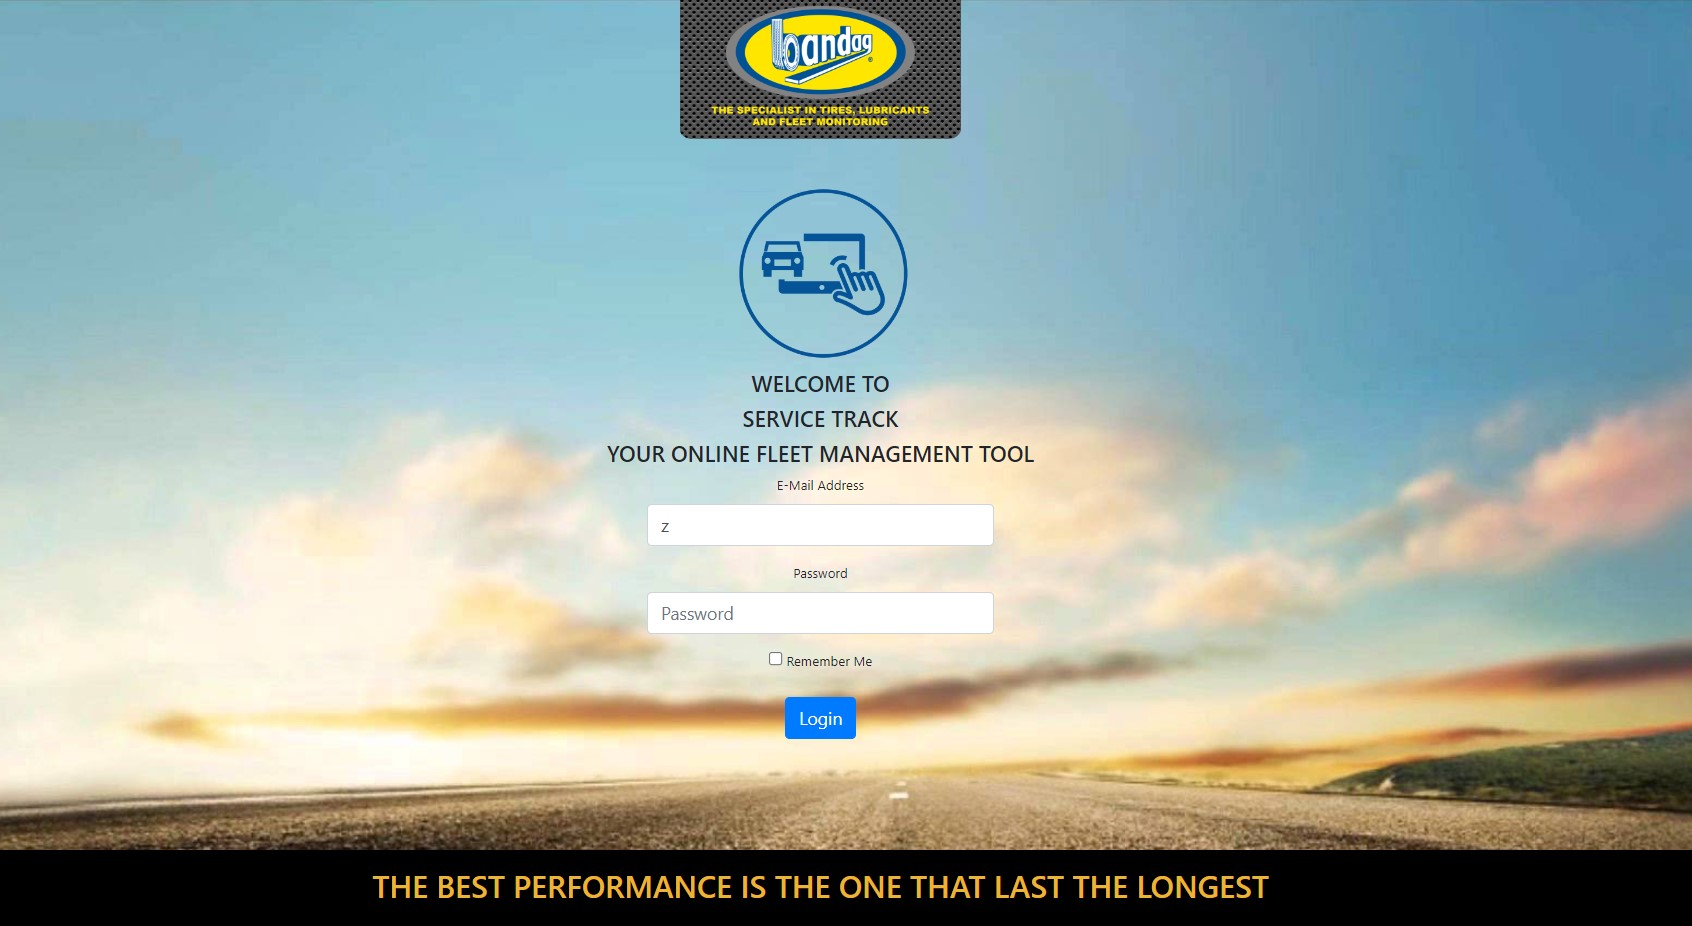 bandag
THE SPECIALIST IN TIRES, LUBRICANTS
AND FLEET MONITORING
WELCOME TO
SERVICE TRACK
YOUR ONLINE FLEET MANAGEMENT TOOL
E-Mail Address
z
Password
Password
Remember Me
Login
THE BEST PERFORMANCE IS THE ONE THAT LAST THE LONGEST